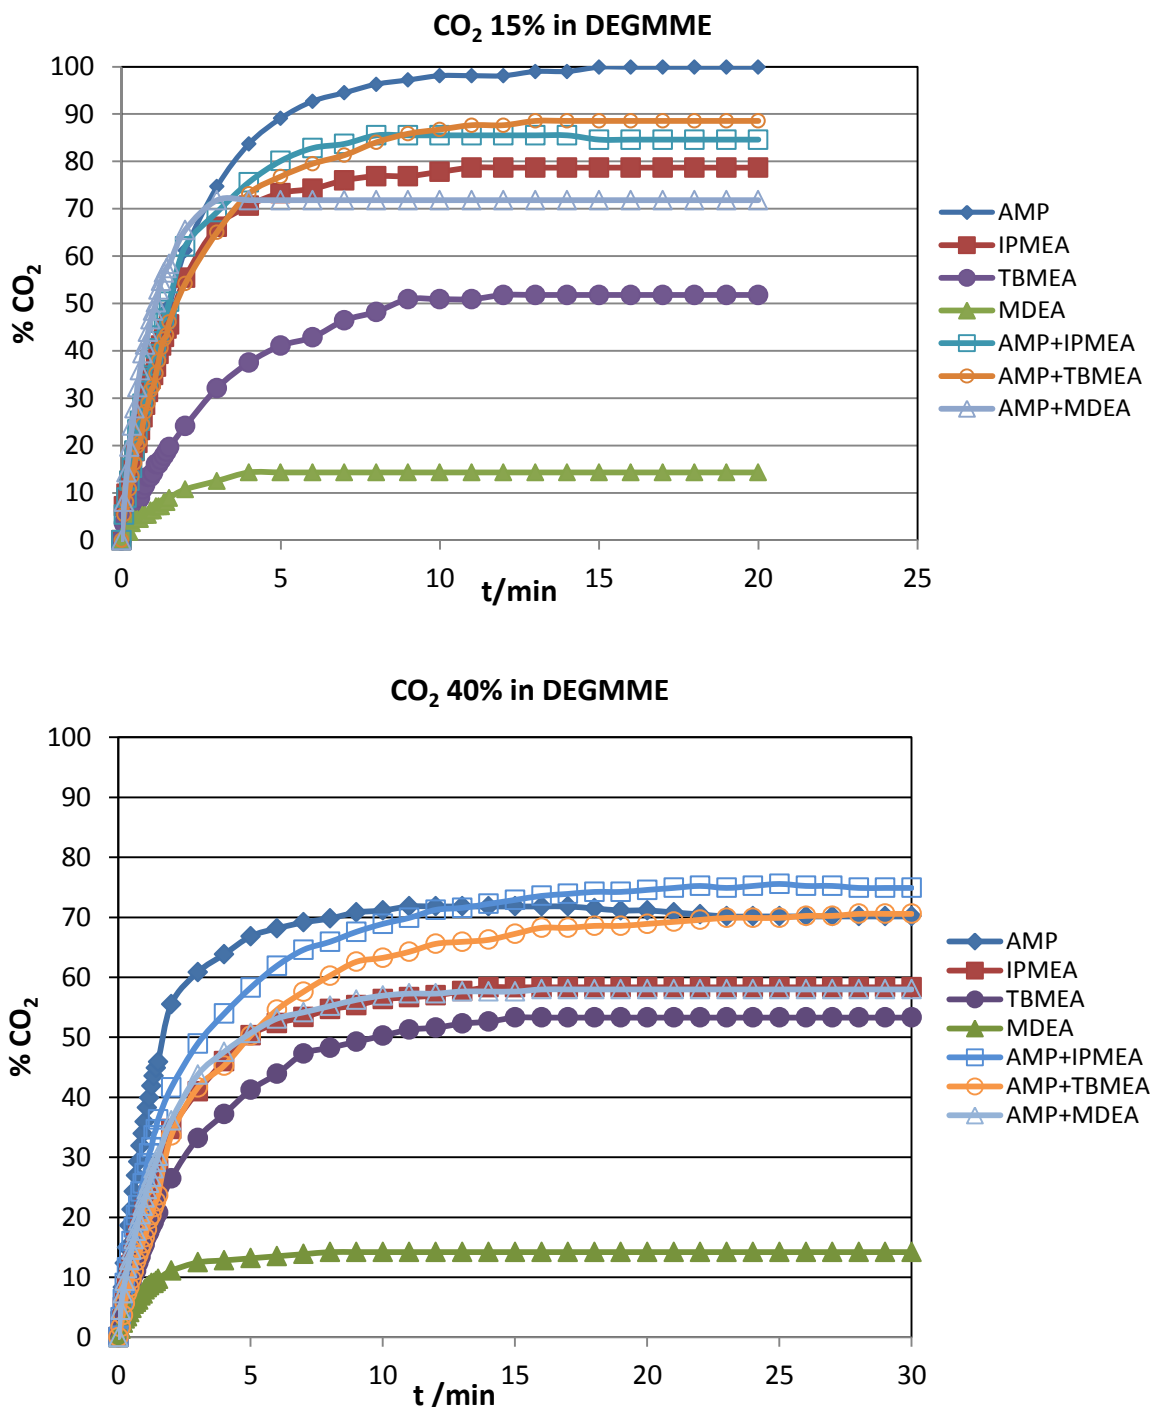 CO₂ 15% in DEGMME
100
90
80
70
60
50
40
30
20
10
0
% CO₂
0 5 10 15 20 25
t/min
AMP
IPMEA
TBMEA
MDEA
AMP+IPMEA
AMP+TBMEA
AMP+MDEA
CO₂ 40% in DEGMME
100
90
80
70
60
50
40
30
20
10
0
% CO₂
0 5 10 15 20 25 30
t /min
AMP
IPMEA
TBMEA
MDEA
AMP+IPMEA
AMP+TBMEA
AMP+MDEA